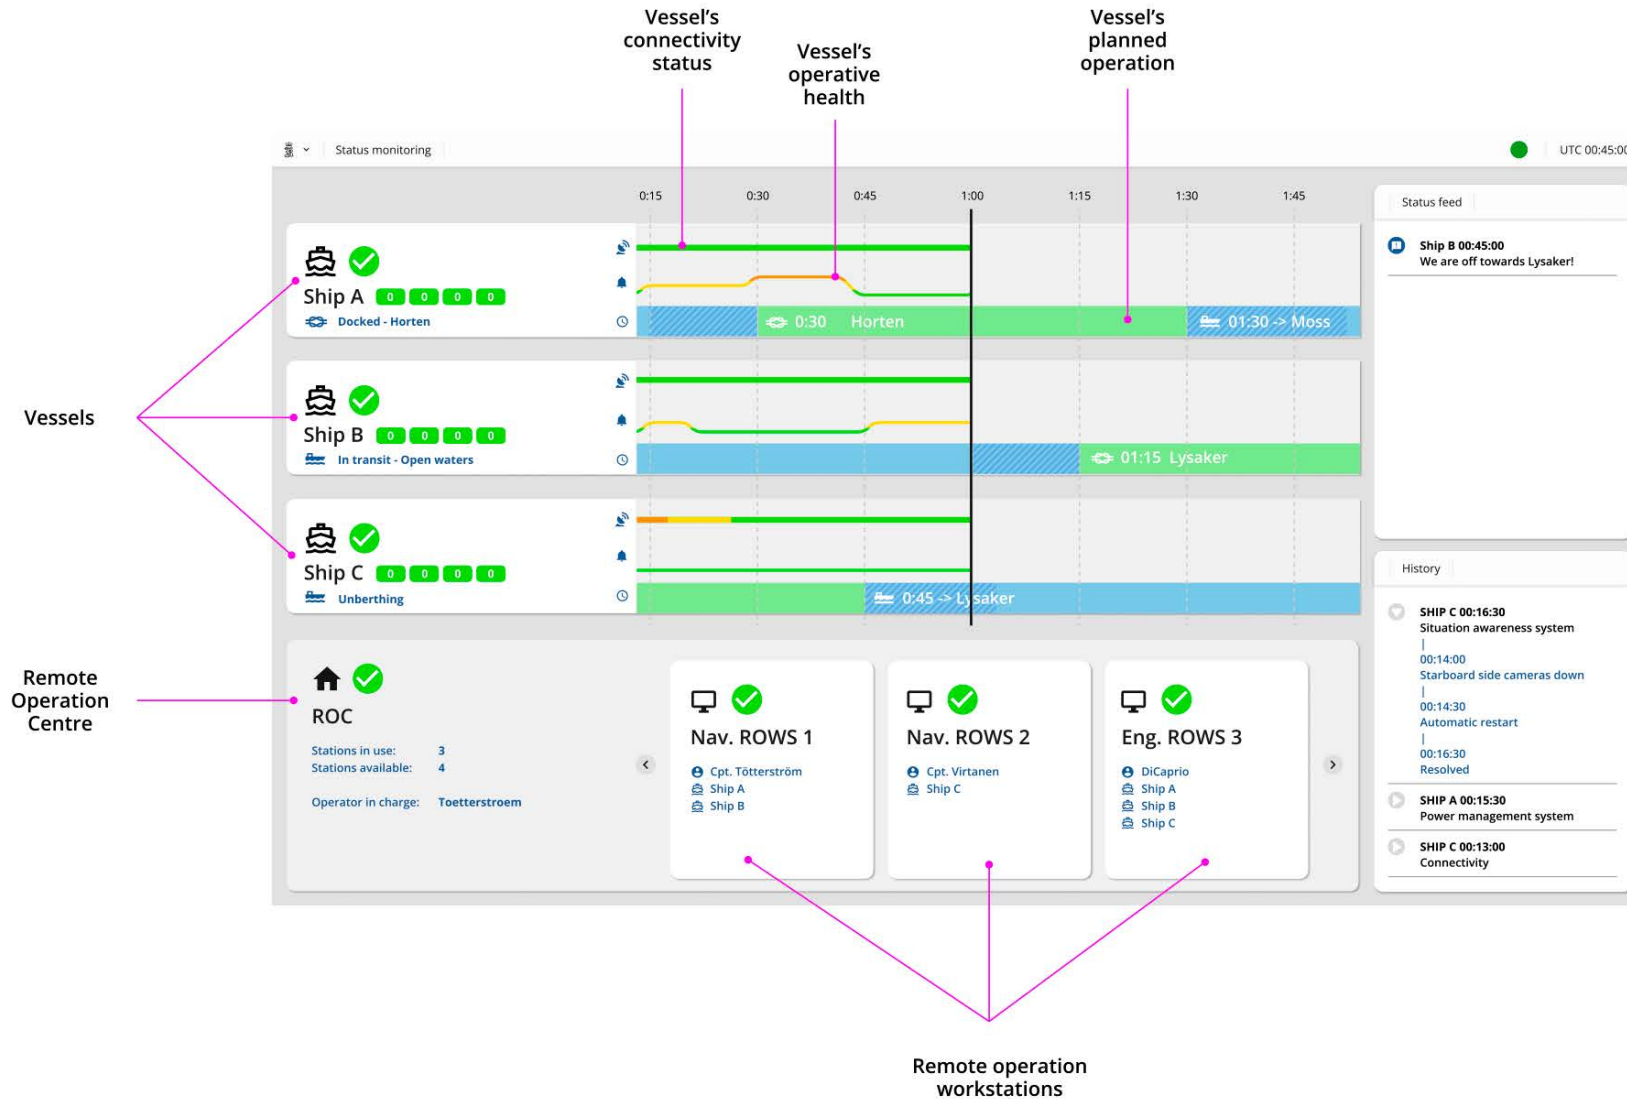 Vessel's
connectivity
status
Vessel's
operative
health
Vessel's
planned
operation
Status monitoring
UTC 00:45:00
0:15
0:30
0:45
1:00
1:15
1:30
1:45
Ship A
0 0 0 0
Docked - Horten
0:30 Horten
01:30 -> Moss
Ship B
0 0 0 0
In transit - Open waters
01:15 Lysaker
Ship C
0 0 0 0
Unberthing
0:45 -> Lysaker
Vessels
Remote
Operation
Centre
ROC
Stations in use: 3
Stations available: 4
Operator in charge: Toetterstroem
Nav. ROWS 1
Cpt. Tötterström
Ship A
Ship B
Nav. ROWS 2
Cpt. Virtanen
Ship C
Eng. ROWS 3
DiCaprio
Ship A
Ship B
Ship C
Status feed
Ship B 00:45:00
We are off towards Lysaker!
History
SHIP C 00:16:30
Situation awareness system
00:14:00
Starboard side cameras down
00:14:30
Automatic restart
00:16:30
Resolved
SHIP A 00:15:30
Power management system
SHIP C 00:13:00
Connectivity
Remote operation
workstations